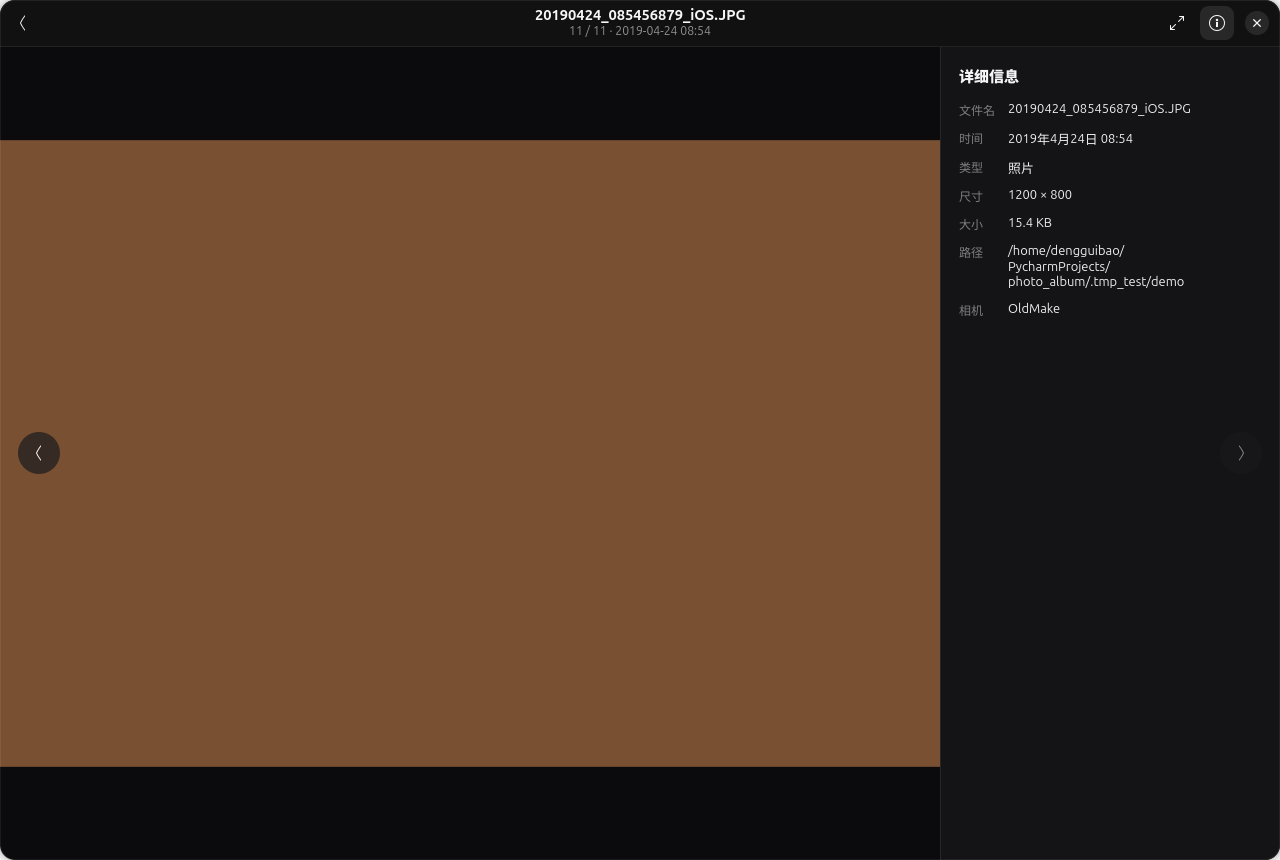 20190424_085456879_iOS.JPG
11 / 11 · 2019-04-24 08:54
详细信息
文件名 20190424_085456879_iOS.JPG
时间 2019年4月24日 08:54
类型 照片
尺寸 1200 × 800
大小 15.4 KB
路径 /home/dengguibao/
PycharmProjects/
photo_album/.tmp_test/demo
相机 OldMake